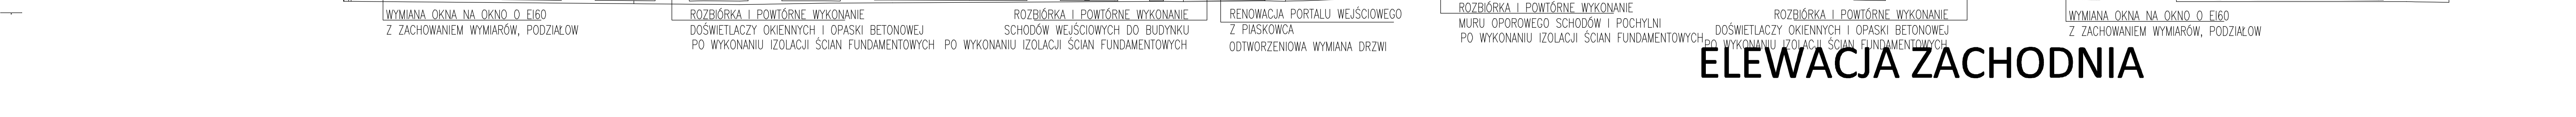 WYMIANA OKNA NA OKNO O EI60
Z ZACHOWANIEM WYMIARÓW, PODZIAŁOW
ROZBIÓRKA I POWTÓRNE WYKONANIE
DOŚWIETLACZY OKIENNYCH I OPASKI BETONOWEJ
PO WYKONANIU IZOLACJI ŚCIAN FUNDAMENTOWYCH
ROZBIÓRKA I POWTÓRNE WYKONANIE
SCHODÓW WEJŚCIOWYCH DO BUDYNKU
PO WYKONANIU IZOLACJI ŚCIAN FUNDAMENTOWYCH
RENOWACJA PORTALU WEJŚCIOWEGO
Z PIASKOWCA
ODTWORZENIOWA WYMIANA DRZWI
ROZBIÓRKA I POWTÓRNE WYKONANIE
MURU OPOROWEGO SCHODÓW I POCHYLNI
PO WYKONANIU IZOLACJI ŚCIAN FUNDAMENTOWYCH
ROZBIÓRKA I POWTÓRNE WYKONANIE
DOŚWIETLACZY OKIENNYCH I OPASKI BETONOWEJ
PO WYKONANIU IZOLACJI ŚCIAN FUNDAMENTOWYCH
ELEWACJA ZACHODNIA
WYMIANA OKNA NA OKNO O EI60
Z ZACHOWANIEM WYMIARÓW, PODZIAŁOW